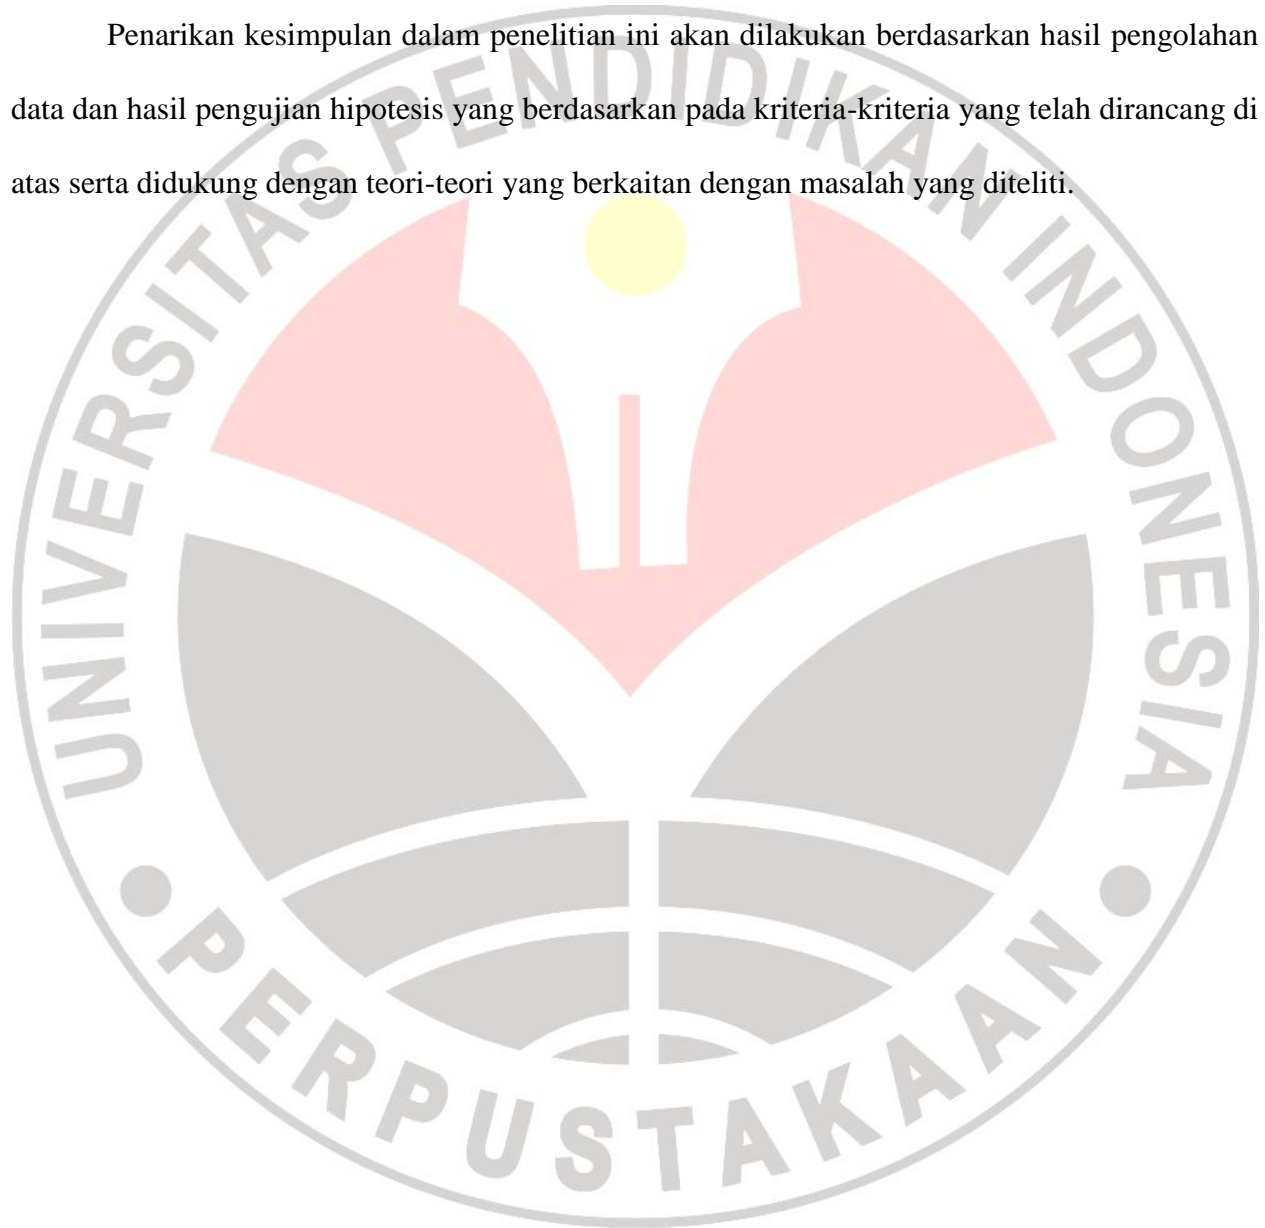 Penarikan kesimpulan dalam penelitian ini akan dilakukan berdasarkan hasil pengolahan
data dan hasil pengujian hipotesis yang berdasarkan pada kriteria-kriteria yang telah dirancang di
atas serta didukung dengan teori-teori yang berkaitan dengan masalah yang diteliti.
UNIVERSITAS PENDIDIKAN INDONESIA
PERPUSTAKAAN